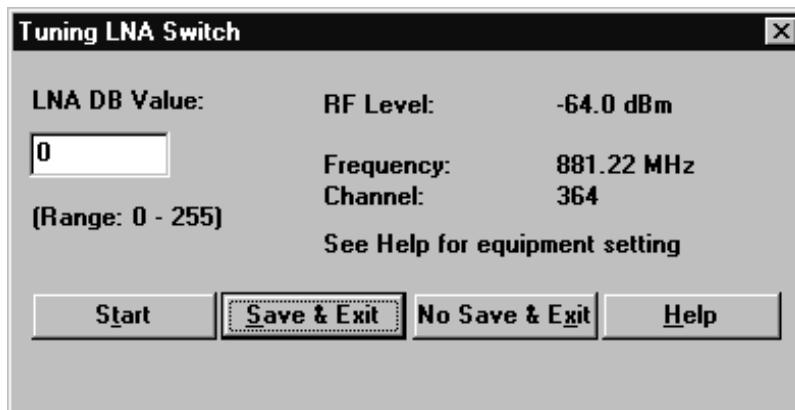 Tuning LNA Switch
LNA DB Value:
0
(Range: 0 - 255)
RF Level: -64.0 dBm
Frequency: 881.22 MHz
Channel: 364
See Help for equipment setting
Start
Save & Exit
No Save & Exit
Help